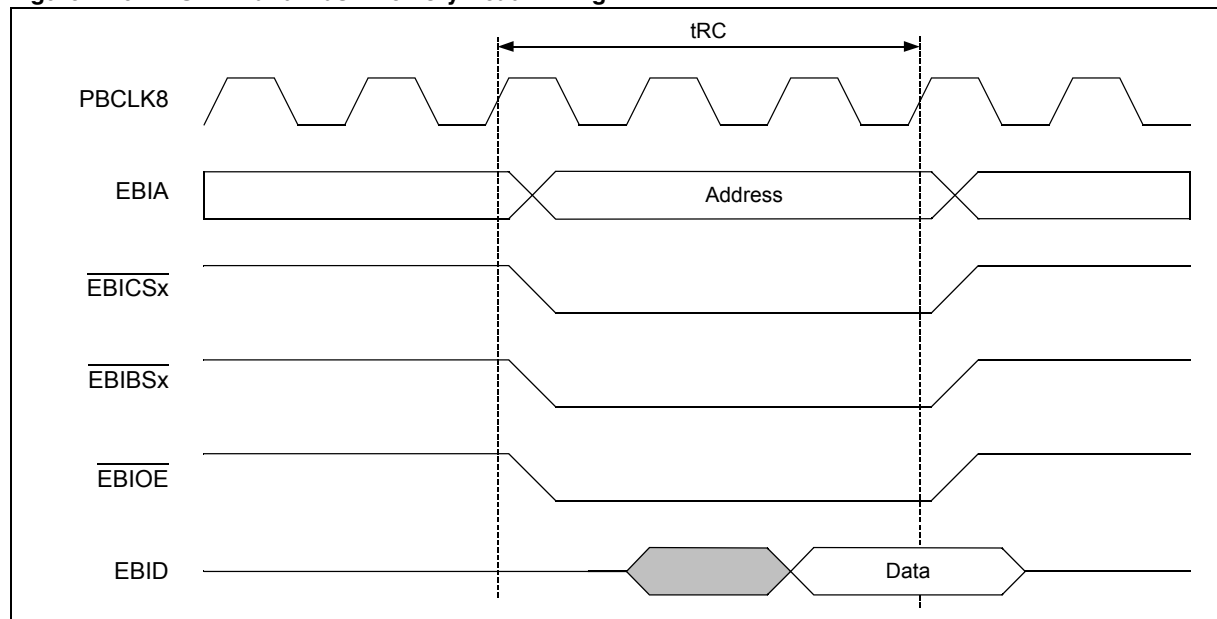 tRC
PBCLK8
EBIA
Address
EBICSx
EBIBSx
EBIOE
EBID
Data